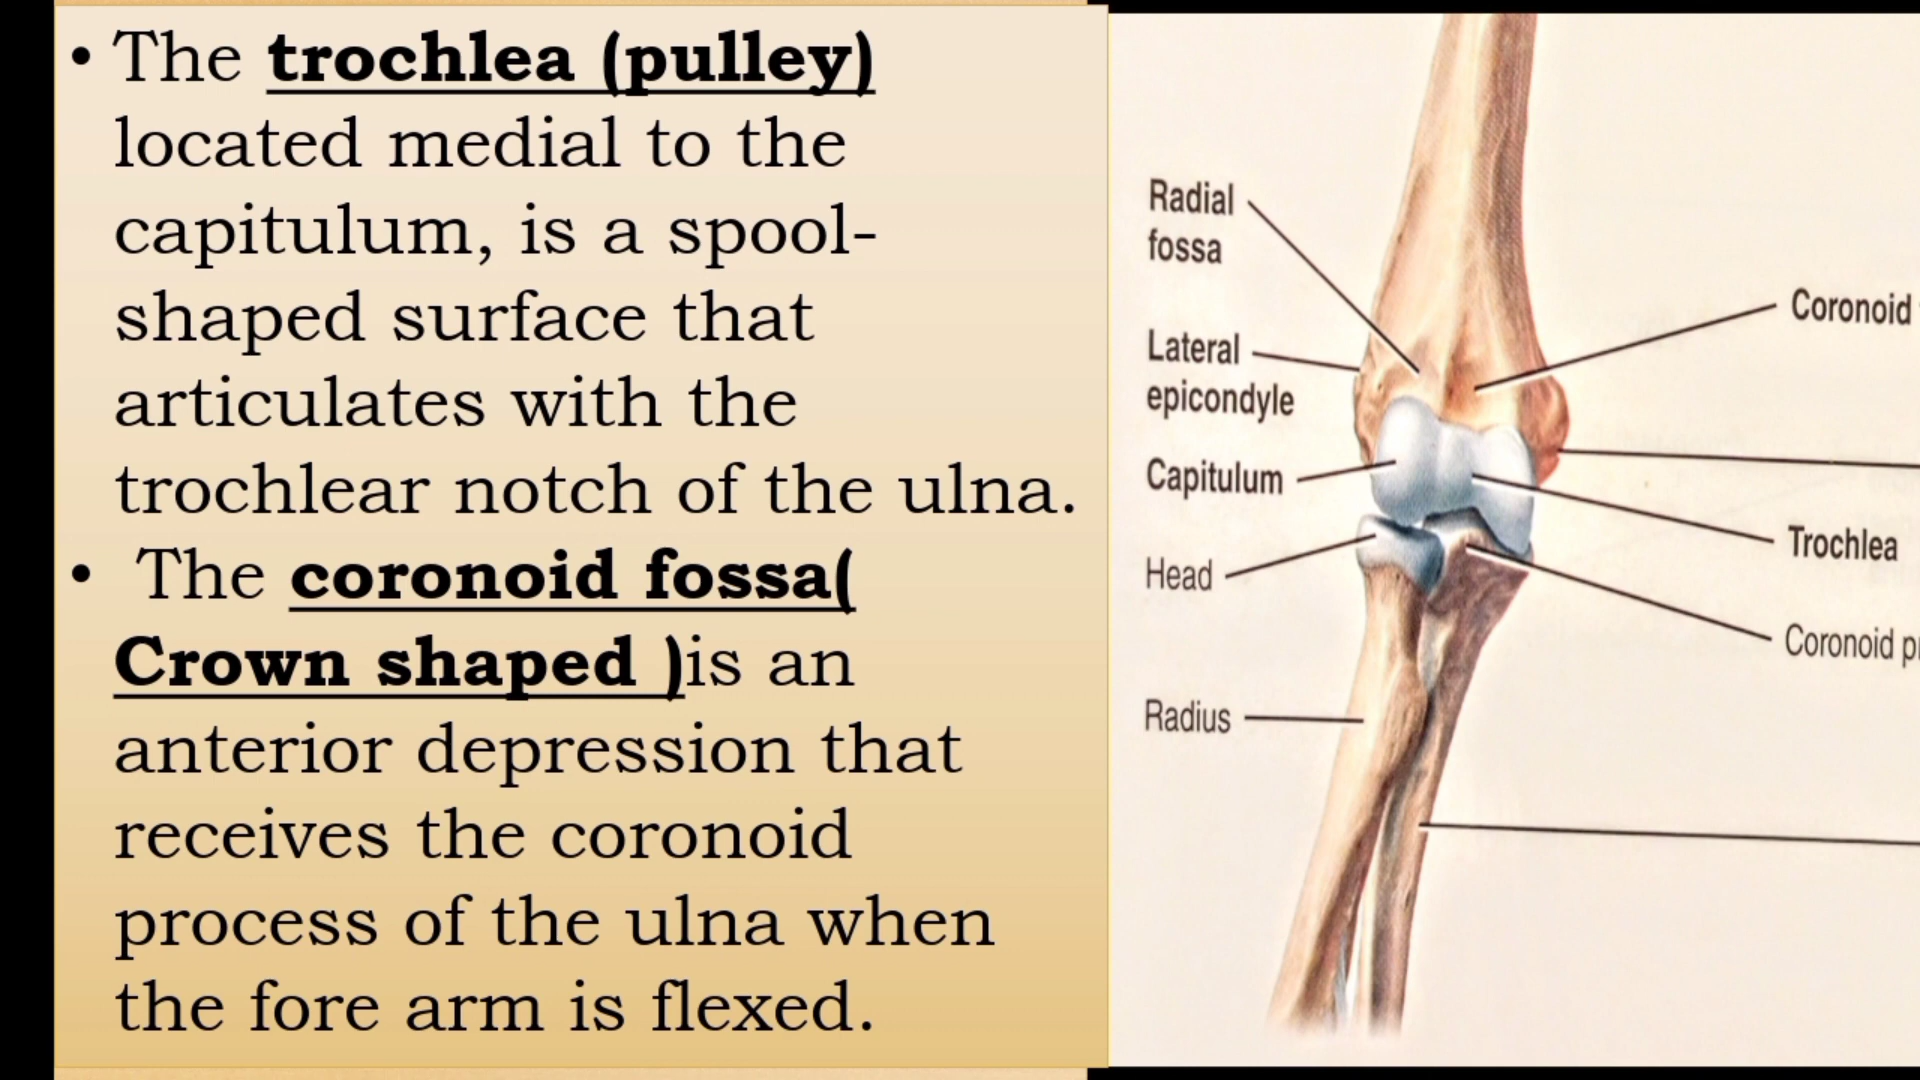 • The trochlea (pulley)
located medial to the
capitulum, is a spool-
shaped surface that
articulates with the
trochlear notch of the ulna.
• The coronoid fossa(
Crown shaped )is an
anterior depression that
receives the coronoid
process of the ulna when
the fore arm is flexed.
Radial
fossa
Lateral
epicondyle
Capitulum
Head
Radius
Coronoid
Trochlea
Coronoid